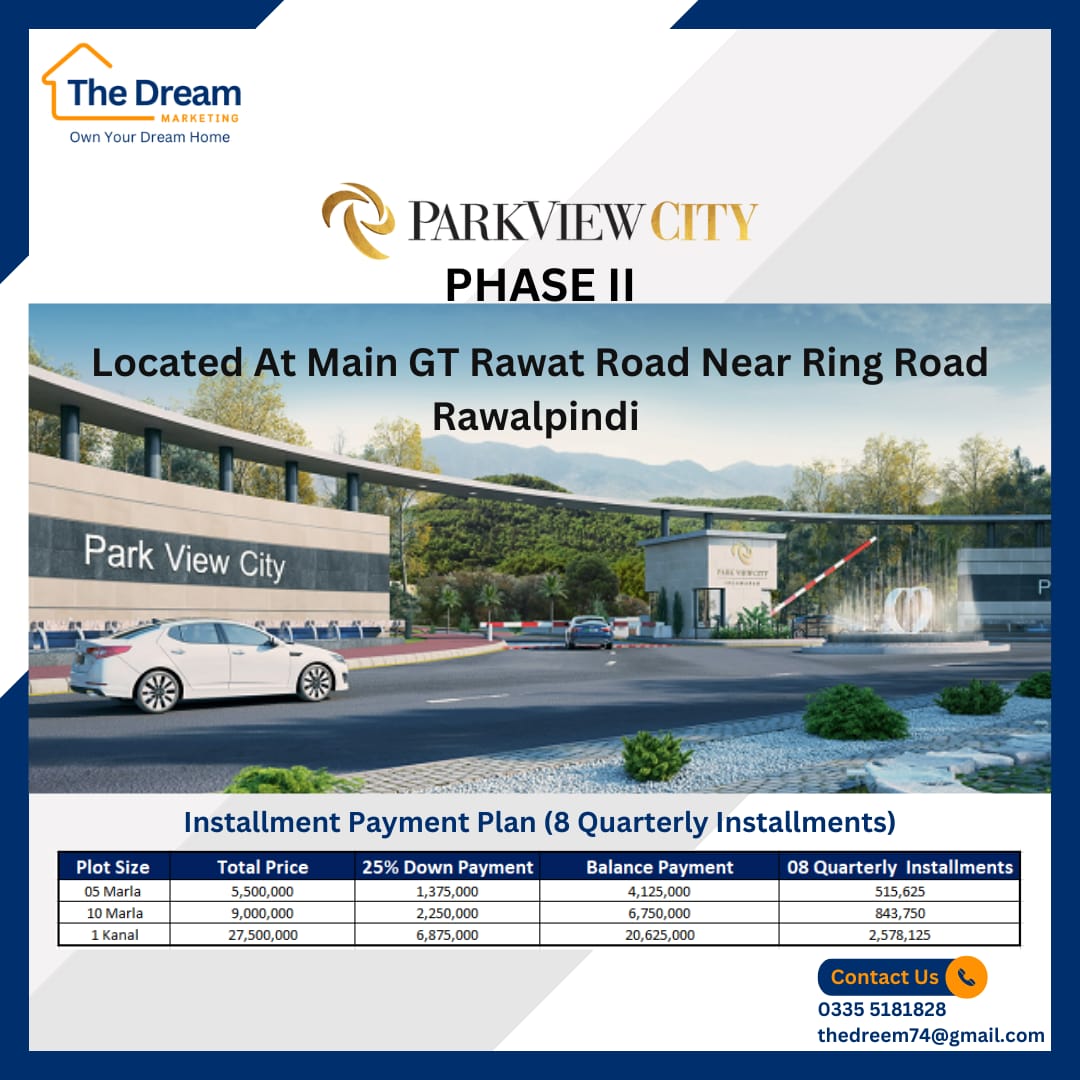 The Dream
MARKETING
Own Your Dream Home
PARKVIEW CITY
PHASE II
Located At Main GT Rawat Road Near Ring Road
Rawalpindi
Park View City
PARK VIEW CITY
P
Installment Payment Plan (8 Quarterly Installments)
Plot Size Total Price 25% Down Payment Balance Payment 08 Quarterly Installments
05 Marla 5,500,000 1,375,000 4,125,000 515,625
10 Marla 9,000,000 2,250,000 6,750,000 843,750
1 Kanal 27,500,000 6,875,000 20,625,000 2,578,125
Contact Us
0335 5181828
thedreem74@gmail.com